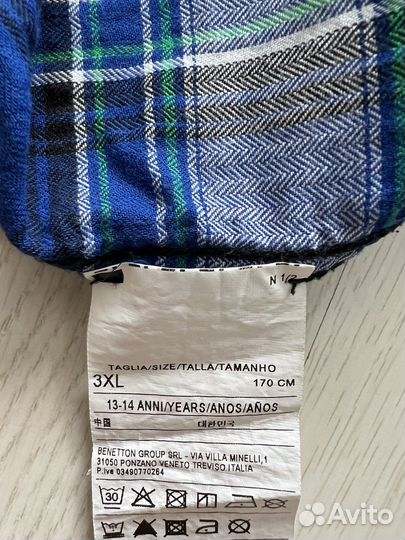 N 1/2
TAGLIA/SIZE/TALLA/TAMANHO
3XL 170 CM
13-14 ANNI/YEARS/ANOS/AÑOS
中国 대한민국
BENETTON GROUP SRL - VIA VILLA MINELLI,1
31050 PONZANO VENETO TREVISO ITALIA
P.Iva 03490770264
30
Avito